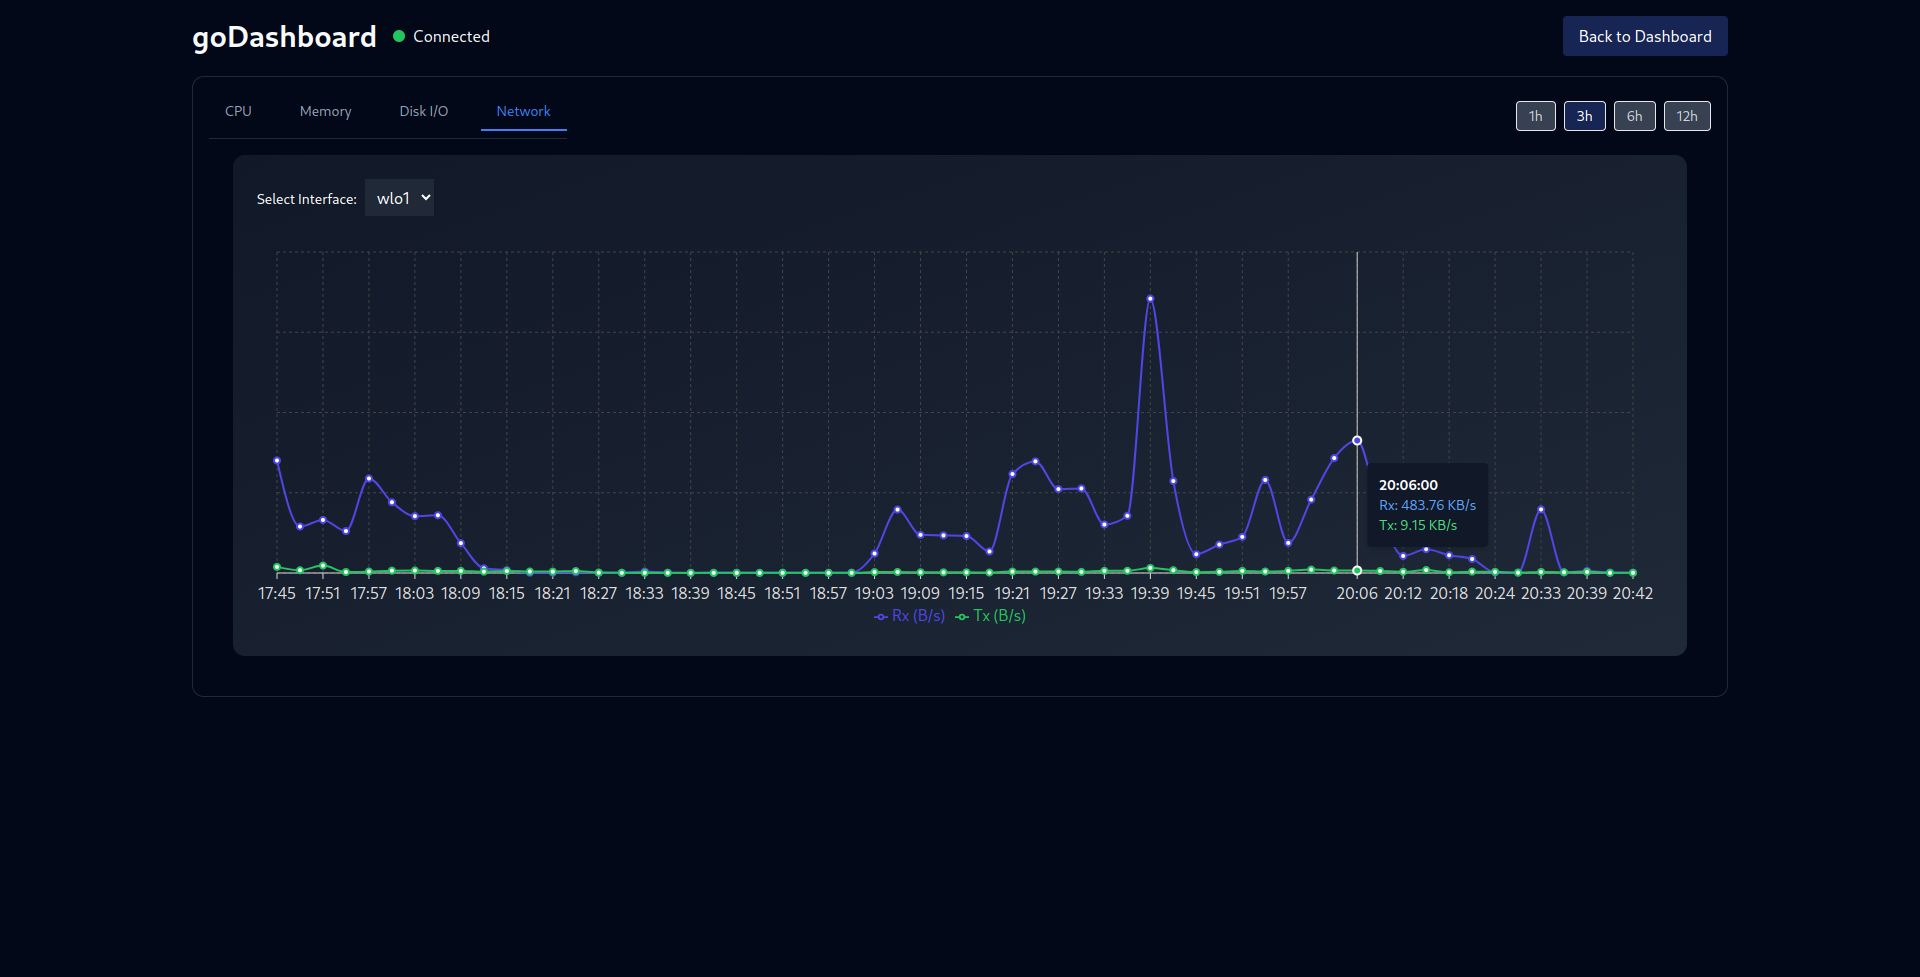 goDashboard
Connected
Back to Dashboard
CPU Memory Disk I/O Network
1h 3h 6h 12h
Select Interface: wlo1
20:06:00
Rx: 483.76 KB/s
Tx: 9.15 KB/s
17:45 17:51 17:57 18:03 18:09 18:15 18:21 18:27 18:33 18:39 18:45 18:51 18:57 19:03 19:09 19:15 19:21 19:27 19:33 19:39 19:45 19:51 19:57 20:06 20:12 20:18 20:24 20:33 20:39 20:42
Rx (B/s) Tx (B/s)